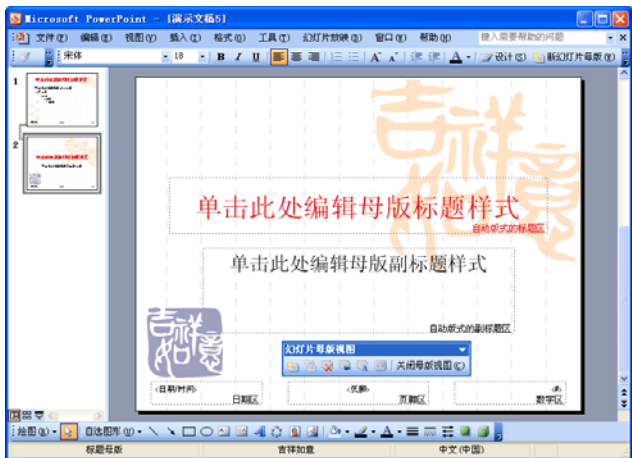 Microsoft PowerPoint - [演示文稿5]
文件(F) 编辑(E) 视图(V) 插入(I) 格式(O) 工具(T) 幻灯片放映(D) 窗口(W) 帮助(H) 键入需要帮助的问题
宋体 18 B I U A A A 设计(S) 新幻灯片母版(W)
1
2
吉祥如意
单击此处编辑母版标题样式
自动版式的标题区
单击此处编辑母版副标题样式
自动版式的副标题区
吉祥如意
幻灯片母版视图
关闭母版视图(C)
<日期/时间> <页脚> <#>
日期区 页脚区 数字区
绘图(R) 自选图形(U) A
标题母版 吉祥如意 中文(中国)